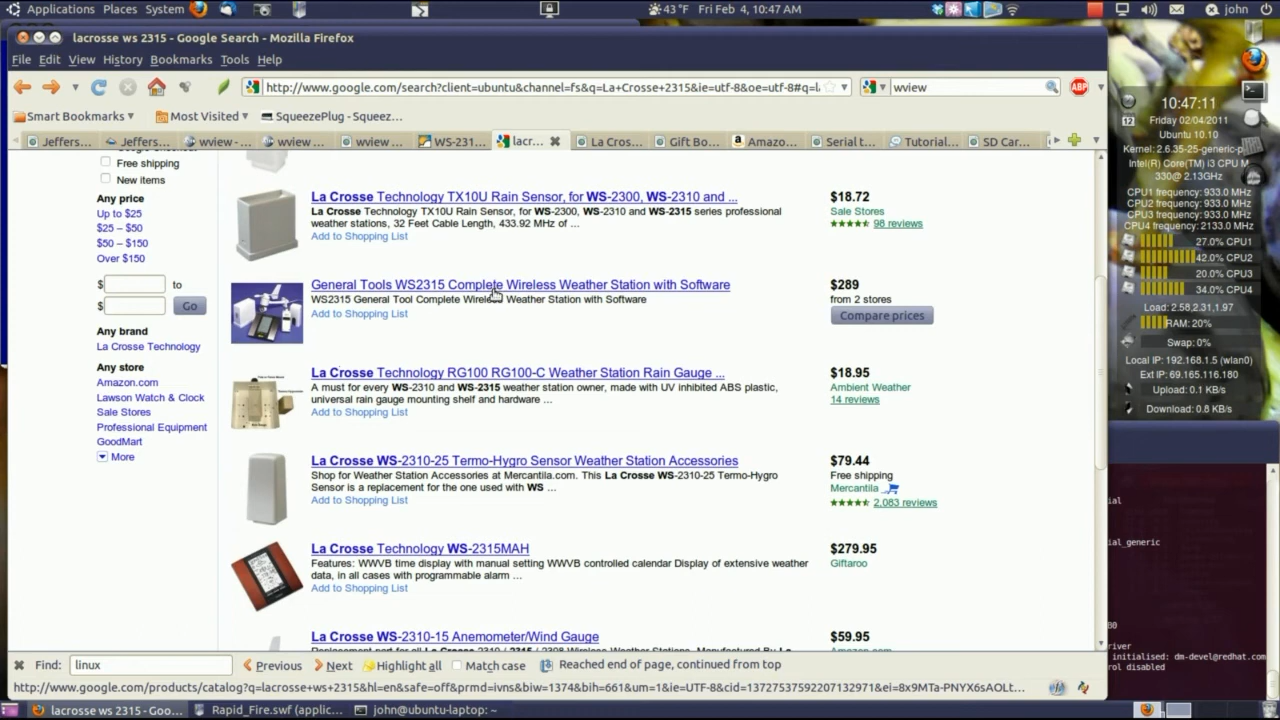 Applications Places System
43 °F Fri Feb 4, 10:47 AM
john
lacrosse ws 2315 - Google Search - Mozilla Firefox
File Edit View History Bookmarks Tools Help
http://www.google.com/search?client=ubuntu&channel=fs&q=La+Crosse+2315&ie=utf-8&oe=utf-8#q=l
wview
ABP
Smart Bookmarks Most Visited SqueezePlug - Squeez...
Jeffers... Jeffers... wview -... wview ... wview ... WS-231... lacr... La Cros... Gift Bo... Amazo... Serial t... Tutorial... SD Car...
Free shipping
New items
Any price
Up to $25
$25 – $50
$50 – $150
Over $150
$ to
$ Go
Any brand
La Crosse Technology
Any store
Amazon.com
Lawson Watch & Clock
Sale Stores
Professional Equipment
GoodMart
More
La Crosse Technology TX10U Rain Sensor, for WS-2300, WS-2310 and ...
La Crosse Technology TX10U Rain Sensor, for WS-2300, WS-2310 and WS-2315 series professional
weather stations, 32 Feet Cable Length, 433.92 MHz of ...
Add to Shopping List
$18.72
Sale Stores
98 reviews
General Tools WS2315 Complete Wireless Weather Station with Software
WS2315 General Tool Complete Wireless Weather Station with Software
Add to Shopping List
$289
from 2 stores
Compare prices
La Crosse Technology RG100 RG100-C Weather Station Rain Gauge ...
A must for every WS-2310 and WS-2315 weather station owner, made with UV inhibited ABS plastic,
universal rain gauge mounting shelf and hardware ...
Add to Shopping List
$18.95
Ambient Weather
14 reviews
La Crosse WS-2310-25 Termo-Hygro Sensor Weather Station Accessories
Shop for Weather Station Accessories at Mercantila.com. This La Crosse WS-2310-25 Termo-Hygro
Sensor is a replacement for the one used with WS ...
Add to Shopping List
$79.44
Free shipping
Mercantila
2,083 reviews
La Crosse Technology WS-2315MAH
Features: WWVB time display with manual setting WWVB controlled calendar Display of extensive weather
data, in all cases with programmable alarm ...
Add to Shopping List
$279.95
Giftaroo
La Crosse WS-2310-15 Anemometer/Wind Gauge
$59.95
Find: linux Previous Next Highlight all Match case Reached end of page, continued from top
http://www.google.com/products/catalog?q=lacrosse+ws+2315&hl=en&safe=off&prmd=ivns&biw=1374&bih=661&um=1&ie=UTF-8&cid=13727537592207132971&ei=8x9MTa-PNYX6sAOLt...
lacrosse ws 2315 - Goo... Rapid_Fire.swf (applic... john@ubuntu-laptop: ~
10:47:11
12 Friday 02/04/2011
Ubuntu 10.10
Kernel: 2.6.35-25-generic-p
Intel(R) Core(TM) i3 CPU M
330@ 2.13GHz
CPU1 frequency: 933.0 MHz
CPU2 frequency: 933.0 MHz
CPU3 frequency: 933.0 MHz
CPU4 frequency: 2133.0 MHz
27.0% CPU1
42.0% CPU2
20.0% CPU3
34.0% CPU4
Load: 2.58,2.31,1.97
RAM: 20%
Swap: 0%
Local IP: 192.168.1.5 (wlan0)
Ext IP: 69.165.116.180
Upload: 0.1 KB/s
Download: 0.8 KB/s
ial
ial_generic
river
initialised: dm-devel@redhat.com
rol disabled